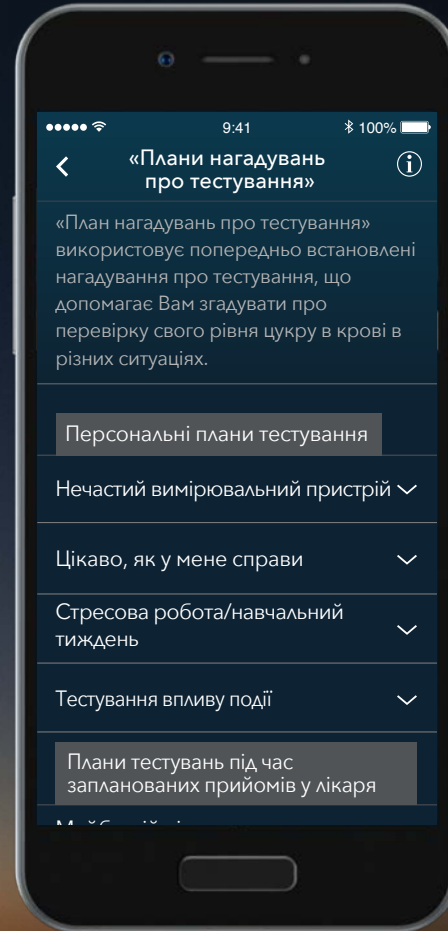 9:41
100%
«Плани нагадувань
про тестування»
«План нагадувань про тестування»
використовує попередньо встановлені
нагадування про тестування, що
допомагає Вам згадувати про
перевірку свого рівня цукру в крові в
різних ситуаціях.
Персональні плани тестування
Нечастий вимірювальний пристрій
Цікаво, як у мене справи
Стресова робота/навчальний
тиждень
Тестування впливу події
Плани тестувань під час
запланованих прийомів у лікаря